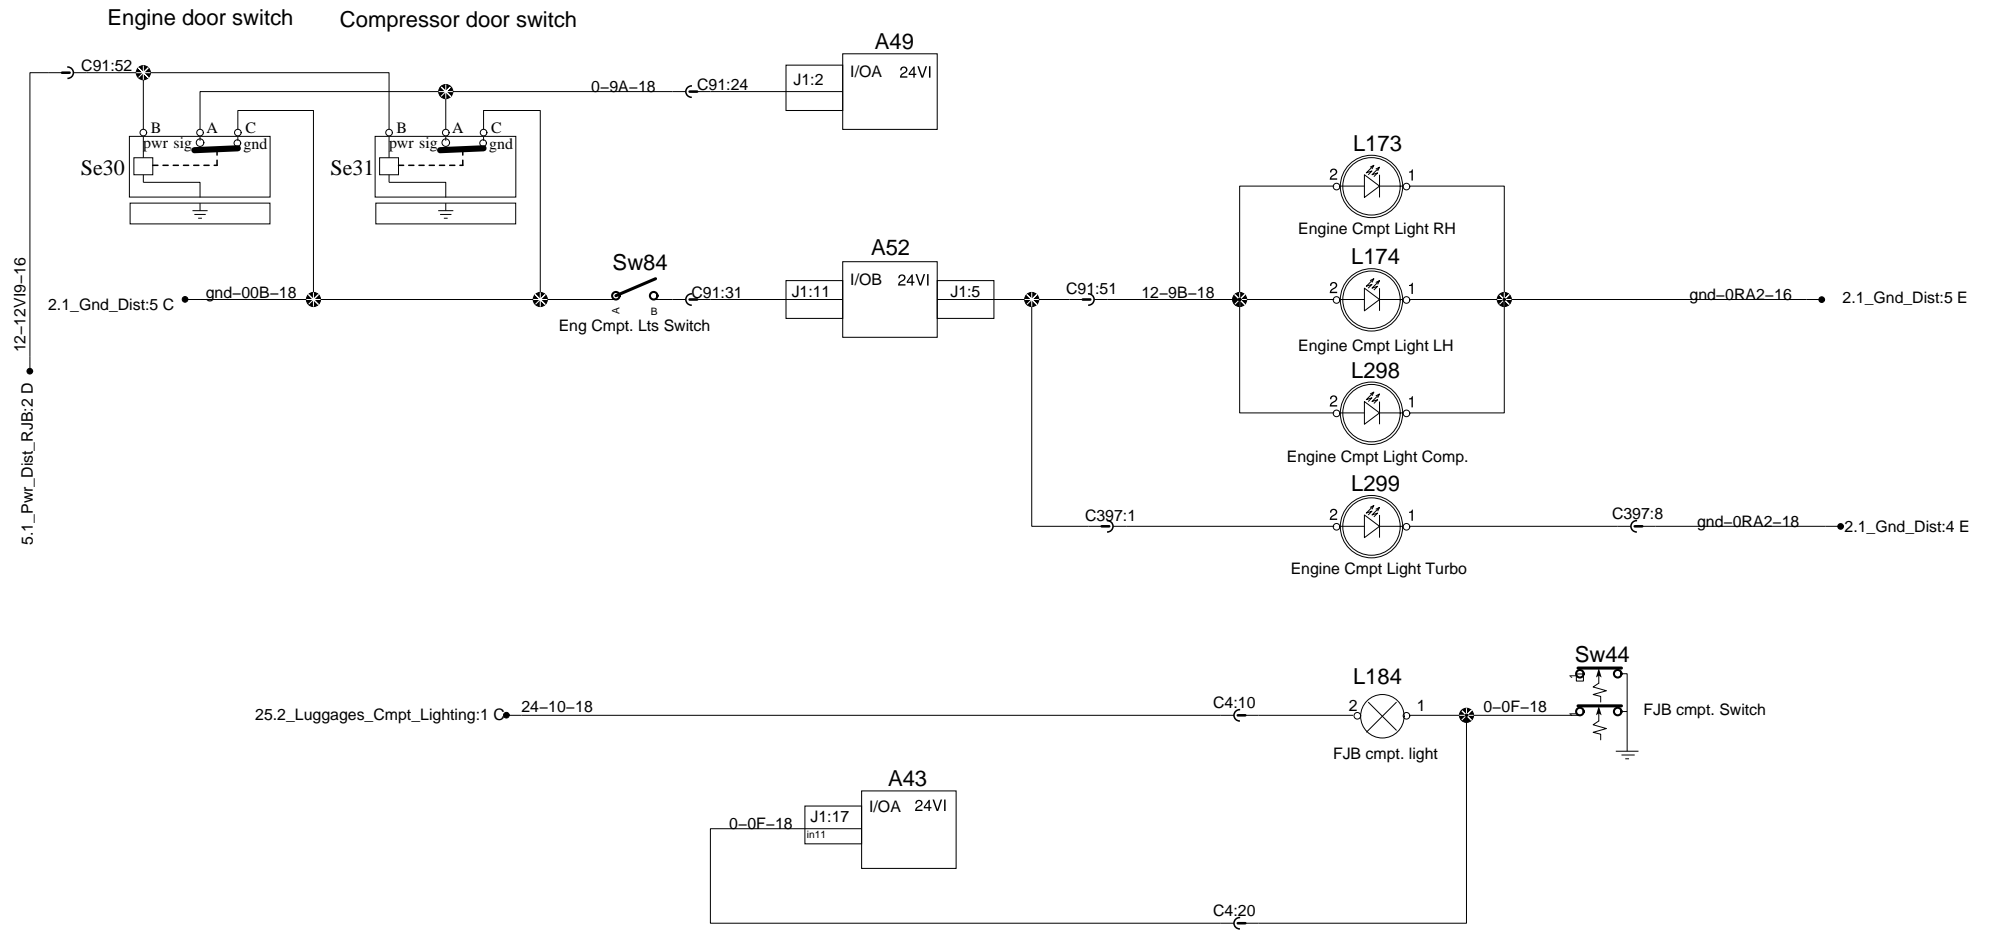 Engine door switch
Compressor door switch
A49
C91:52
I/OA 24VI
J1:2
0-9A-18
C91:24
B A C
pwr sig gnd
Se30
B A C
pwr sig gnd
Se31
L173
2 1
Engine Cmpt Light RH
A52
Sw84
I/OB 24VI
J1:11
J1:5
L174
2 1
12-12VI9-16
2.1_Gnd_Dist:5 C
gnd-00B-18
A B
C91:31
C91:51
12-9B-18
gnd-0RA2-16
2.1_Gnd_Dist:5 E
Eng Cmpt. Lts Switch
Engine Cmpt Light LH
L298
2 1
5.1_Pwr_Dist_RJB:2 D
Engine Cmpt Light Comp.
L299
C397:1
2 1
C397:8
gnd-0RA2-18
2.1_Gnd_Dist:4 E
Engine Cmpt Light Turbo
Sw44
L184
25.2_Luggages_Cmpt_Lighting:1 C
24-10-18
C4:10
2 1
0-0F-18
FJB cmpt. Switch
FJB cmpt. light
A43
I/OA 24VI
0-0F-18
J1:17
in11
C4:20